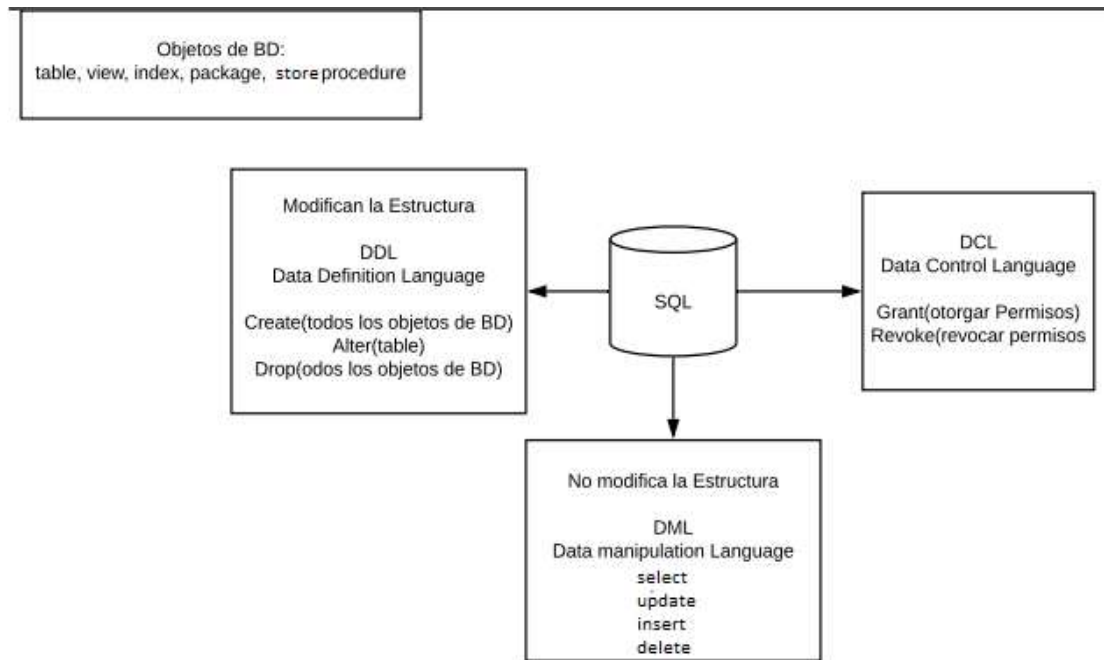 Objetos de BD:
table, view, index, package, store procedure
Modifican la Estructura
DDL
Data Definition Language
Create(todos los objetos de BD)
Alter(table)
Drop(odos los objetos de BD)
SQL
DCL
Data Control Language
Grant(otorgar Permisos)
Revoke(revocar permisos
No modifica la Estructura
DML
Data manipulation Language
select
update
insert
delete